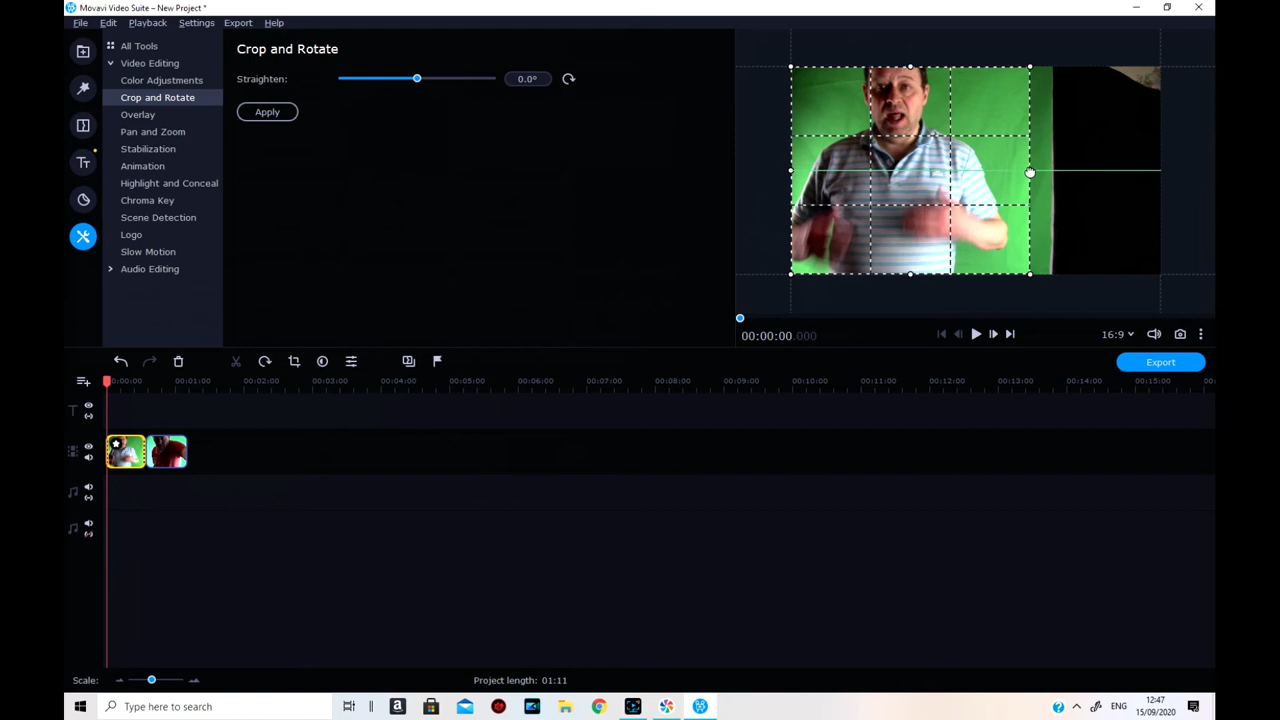 Movavi Video Suite – New Project *
File Edit Playback Settings Export Help
All Tools
Video Editing
Color Adjustments
Crop and Rotate
Overlay
Pan and Zoom
Stabilization
Animation
Highlight and Conceal
Chroma Key
Scene Detection
Logo
Slow Motion
Audio Editing
Crop and Rotate
Straighten: 0.0°
Apply
00:00:00.000
16:9
Export
0:00:00 00:01:00 00:02:00 00:03:00 00:04:00 00:05:00 00:06:00 00:07:00 00:08:00 00:09:00 00:10:00 00:11:00 00:12:00 00:13:00 00:14:00 00:15:00 00:
Scale:
Project length: 01:11
Type here to search
ENG
12:47
15/09/2020